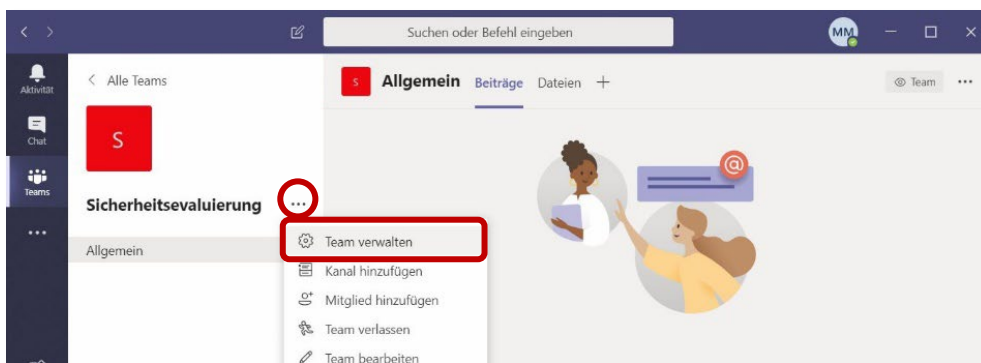 Suchen oder Befehl eingeben
MM
Aktivität
Chat
Teams
Alle Teams
S
Sicherheitsevaluierung
Allgemein
S
Allgemein
Beiträge
Dateien
Team
@
Team verwalten
Kanal hinzufügen
Mitglied hinzufügen
Team verlassen
Team bearbeiten